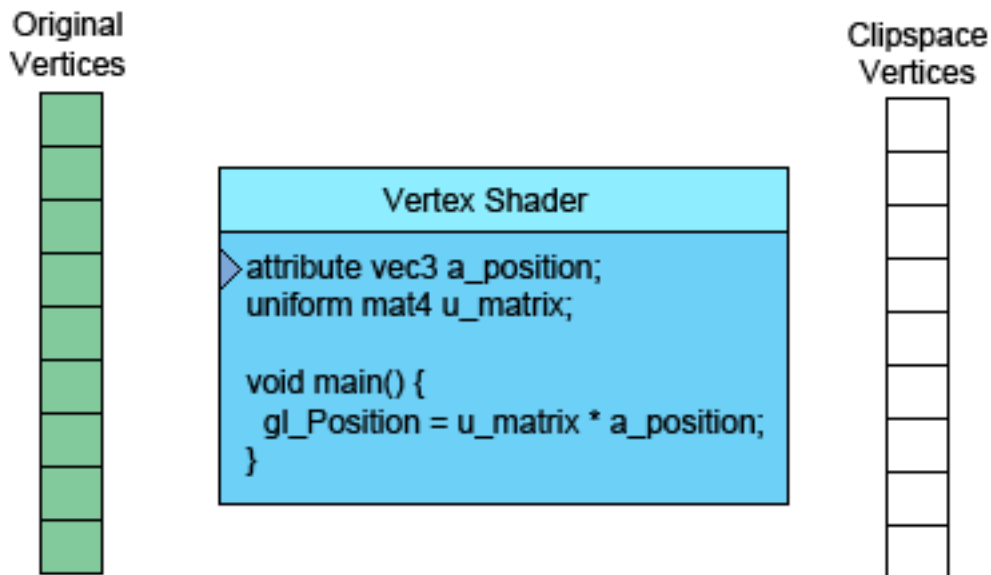 Original
Vertices
Clipspace
Vertices
Vertex Shader
attribute vec3 a_position;
uniform mat4 u_matrix;
void main() {
gl_Position = u_matrix * a_position;
}